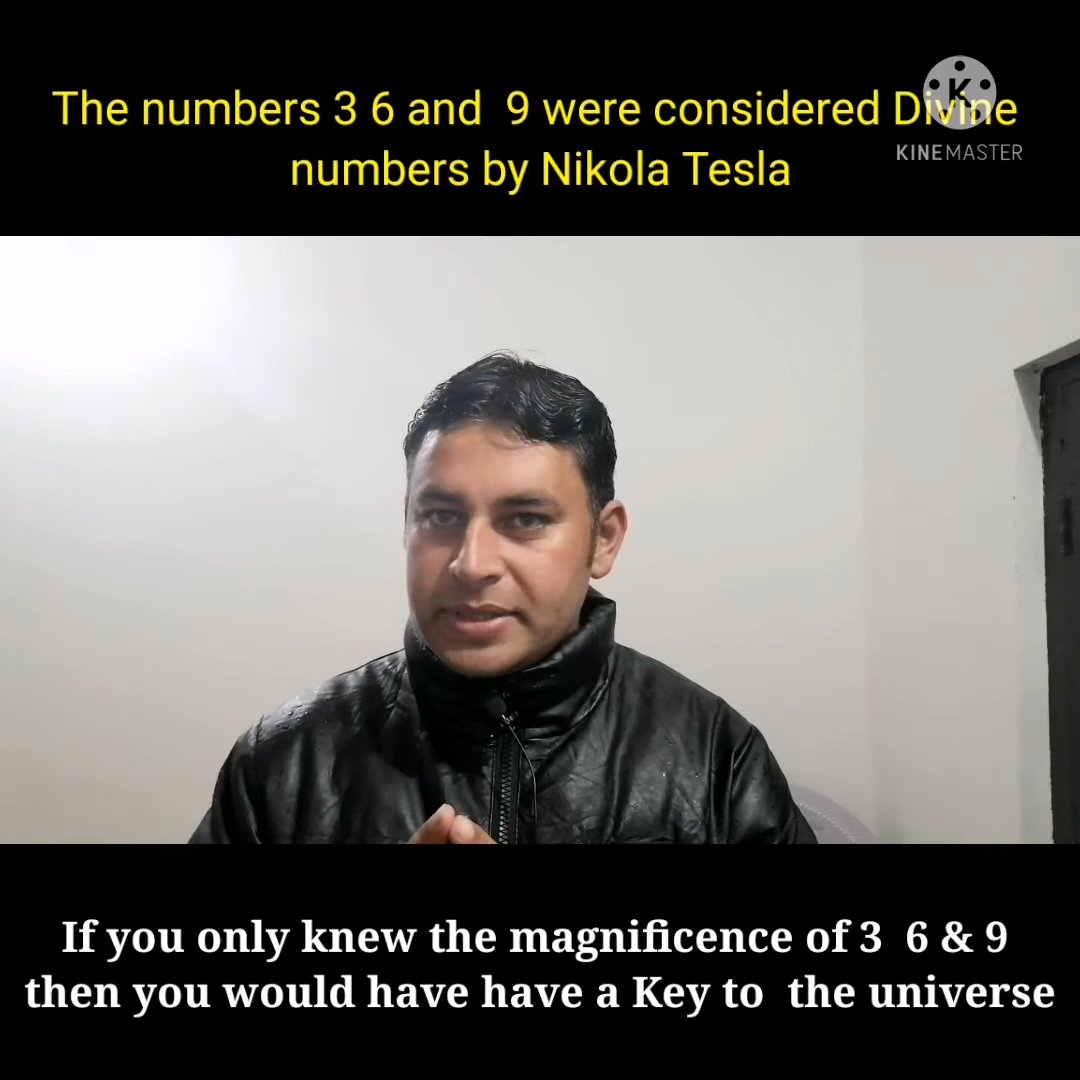 The numbers 3 6 and 9 were considered Divine
numbers by Nikola Tesla
K
KINEMASTER
If you only knew the magnificence of 3 6 & 9
then you would have have a Key to the universe